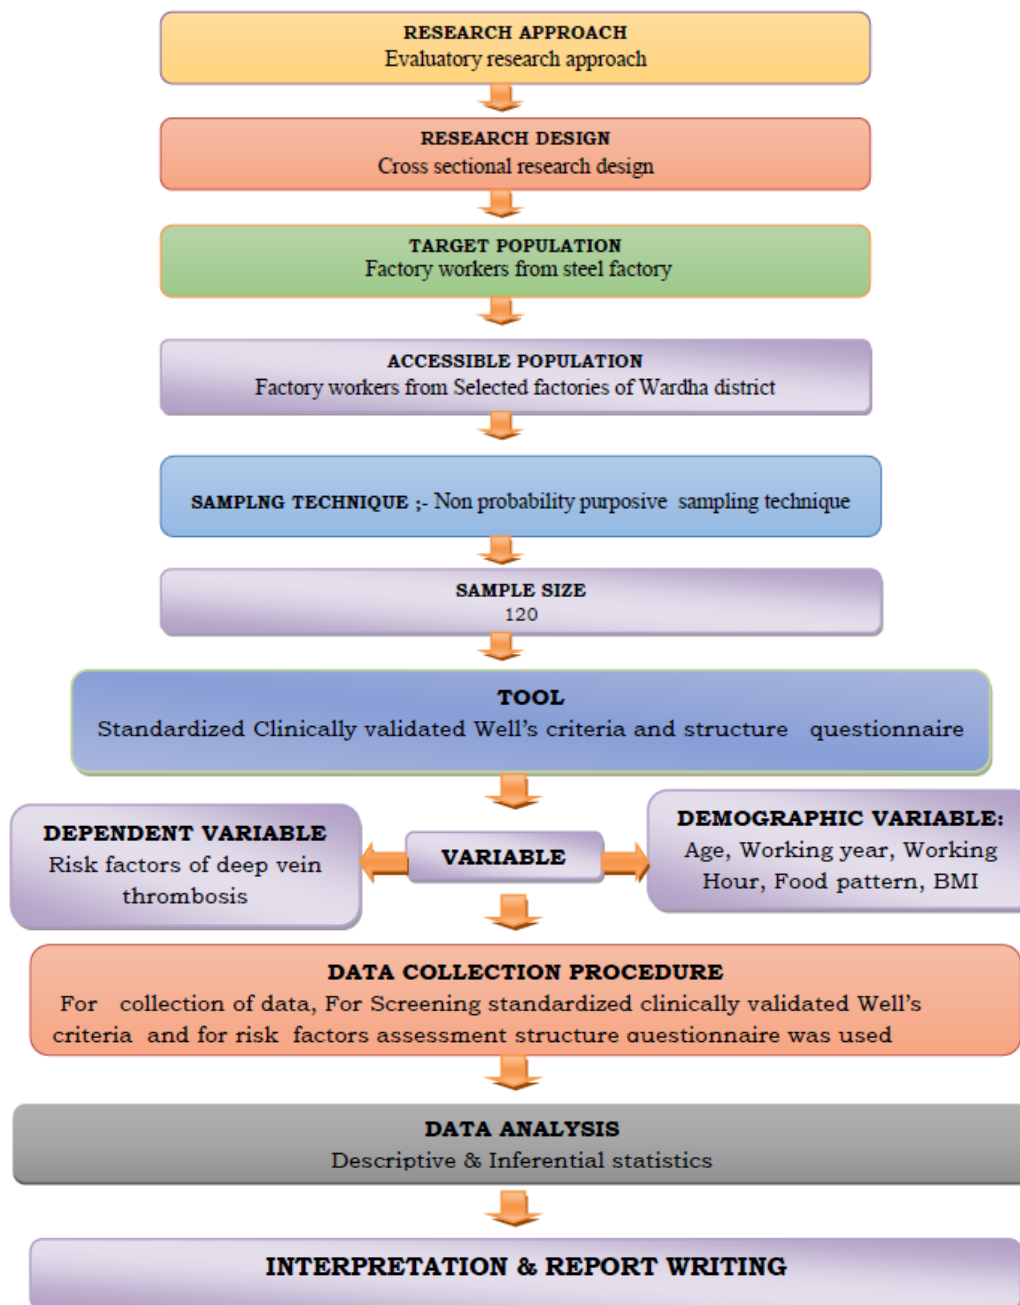 RESEARCH APPROACH
Evaluatory research approach
RESEARCH DESIGN
Cross sectional research design
TARGET POPULATION
Factory workers from steel factory
ACCESSIBLE POPULATION
Factory workers from Selected factories of Wardha district
SAMPLNG TECHNIQUE ;- Non probability purposive sampling technique
SAMPLE SIZE
120
TOOL
Standardized Clinically validated Well's criteria and structure questionnaire
DEPENDENT VARIABLE
Risk factors of deep vein
thrombosis
VARIABLE
DEMOGRAPHIC VARIABLE:
Age, Working year, Working
Hour, Food pattern, BMI
DATA COLLECTION PROCEDURE
For collection of data, For Screening standardized clinically validated Well's
criteria and for risk factors assessment structure questionnaire was used
DATA ANALYSIS
Descriptive & Inferential statistics
INTERPRETATION & REPORT WRITING